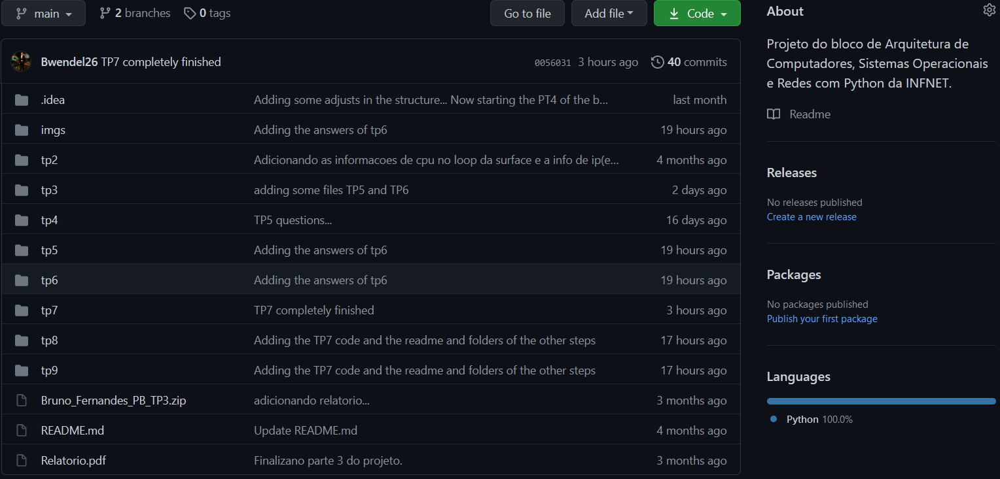 main 2 branches 0 tags Go to file Add file Code
Bwendel26 TP7 completely finished 0056031 3 hours ago 40 commits
.idea Adding some adjusts in the structure... Now starting the PT4 of the b... last month
imgs Adding the answers of tp6 19 hours ago
tp2 Adicionando as informacoes de cpu no loop da surface e a info de ip(e... 4 months ago
tp3 adding some files TP5 and TP6 2 days ago
tp4 TP5 questions... 16 days ago
tp5 Adding the answers of tp6 19 hours ago
tp6 Adding the answers of tp6 19 hours ago
tp7 TP7 completely finished 3 hours ago
tp8 Adding the TP7 code and the readme and folders of the other steps 17 hours ago
tp9 Adding the TP7 code and the readme and folders of the other steps 17 hours ago
Bruno_Fernandes_PB_TP3.zip adicionando relatorio... 3 months ago
README.md Update README.md 4 months ago
Relatorio.pdf Finalizano parte 3 do projeto. 3 months ago
About
Projeto do bloco de Arquitetura de
Computadores, Sistemas Operacionais
e Redes com Python da INFNET.
Readme
Releases
No releases published
Create a new release
Packages
No packages published
Publish your first package
Languages
Python 100.0%